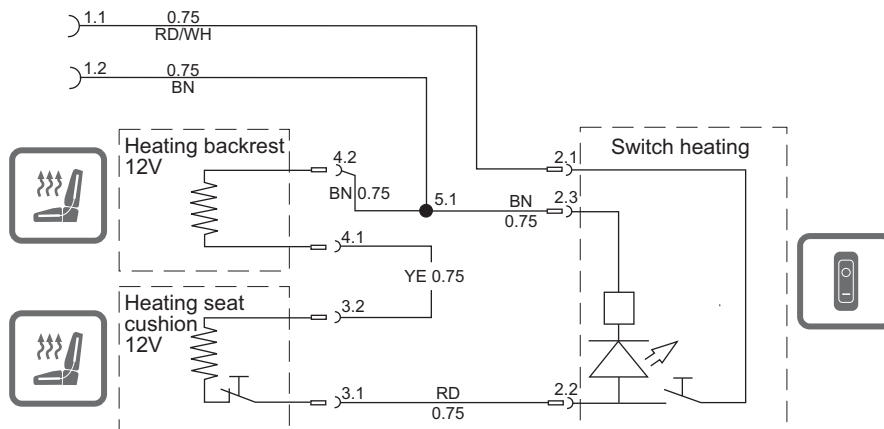 1.1
0.75
RD/WH
1.2
0.75
BN
Heating backrest
12V
4.2
BN 0.75
5.1
BN
0.75
2.1
2.3
Switch heating
4.1
YE 0.75
Heating seat
cushion
12V
3.2
3.1
RD
0.75
2.2